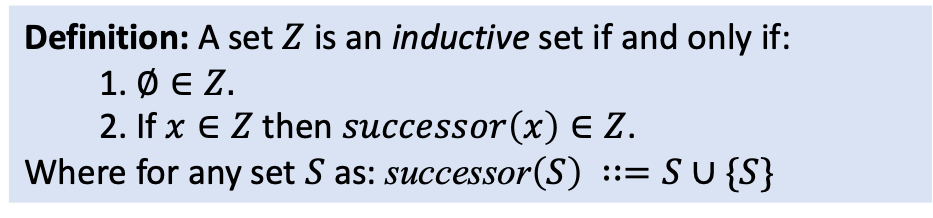 Definition: A set 𝑍 is an inductive set if and only if:
1. ∅ ∈ 𝑍.
2. If 𝑥 ∈ 𝑍 then 𝑠𝑢𝑐𝑐𝑒𝑠𝑠𝑜𝑟(𝑥) ∈ 𝑍.
Where for any set 𝑆 as: 𝑠𝑢𝑐𝑐𝑒𝑠𝑠𝑜𝑟(𝑆) ::= 𝑆 ∪ {𝑆}